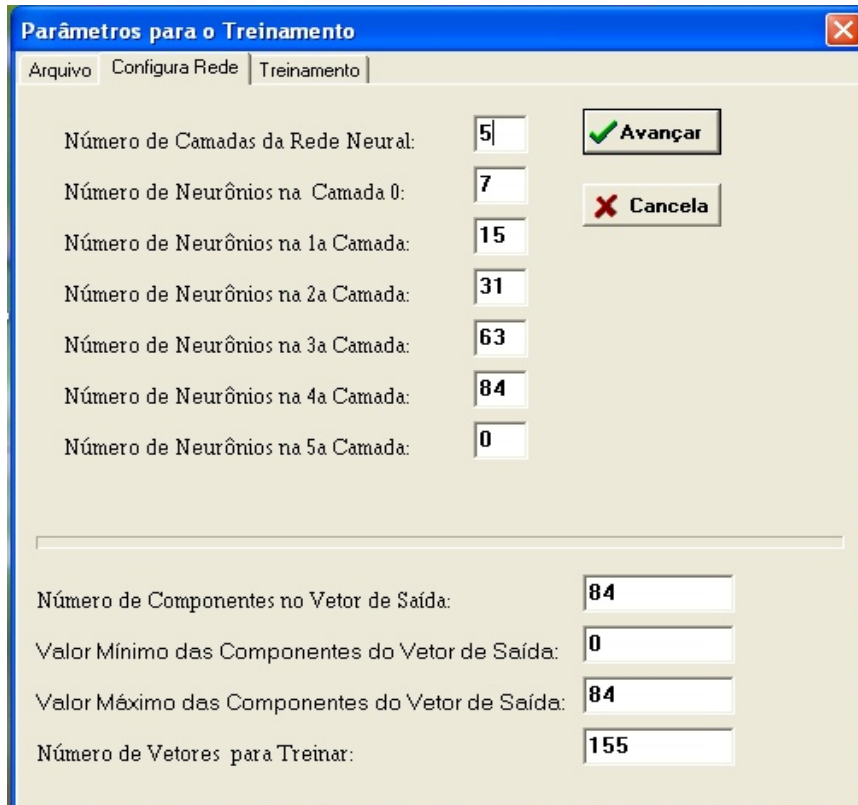 Parâmetros para o Treinamento
Arquivo Configura Rede Treinamento
Número de Camadas da Rede Neural: 5 Avançar
Número de Neurônios na Camada 0: 7 Cancela
Número de Neurônios na 1a Camada: 15
Número de Neurônios na 2a Camada: 31
Número de Neurônios na 3a Camada: 63
Número de Neurônios na 4a Camada: 84
Número de Neurônios na 5a Camada: 0
Número de Componentes no Vetor de Saída: 84
Valor Mínimo das Componentes do Vetor de Saída: 0
Valor Máximo das Componentes do Vetor de Saída: 84
Número de Vetores para Treinar: 155